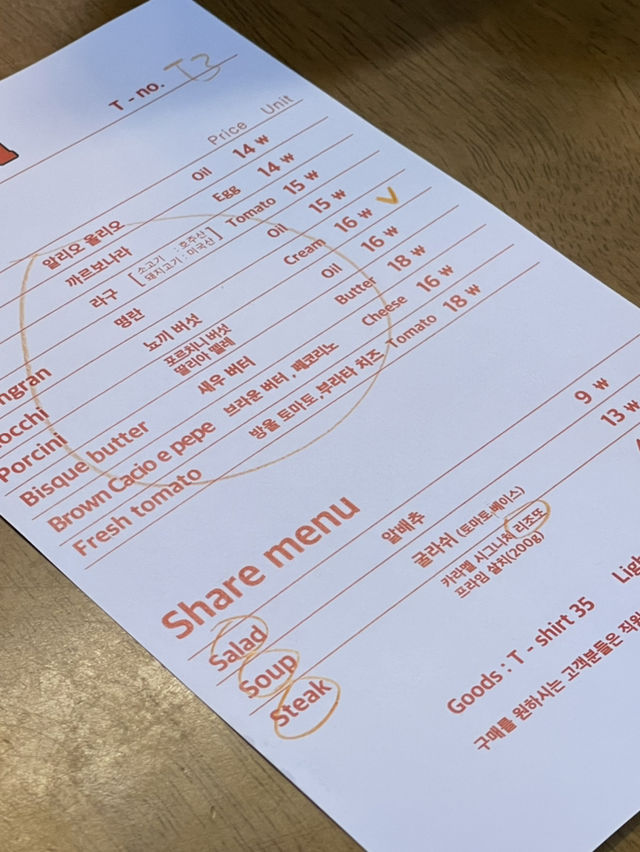 T - no. T3
Price Unit
알리오 올리오 Oil 14 ₩
까르보나라 Egg 14 ₩
라구 [ 소고기 : 호주산 Tomato 15 ₩
돼지고기 : 미국산 ]
ngran 명란 Oil 15 ₩
occhi 뇨끼 버섯 Cream 16 ₩ V
Porcini 포르치니 버섯 Oil 16 ₩
딸리아 뗄레
Bisque butter 새우 버터 Butter 18 ₩
Brown Cacio e pepe 브라운 버터 , 페코리노 Cheese 16 ₩
Fresh tomato 방울 토마토 , 부라타 치즈 Tomato 18 ₩
Share menu
Salad 알배추 9 ₩
Soup 굴라쉬 (토마토 베이스) 13 ₩
Steak 카라멜 시그니처 리조또
프라임 살치(200g)
Goods : T - shirt 35 Ligh
구매를 원하시는 고객분들은 직원